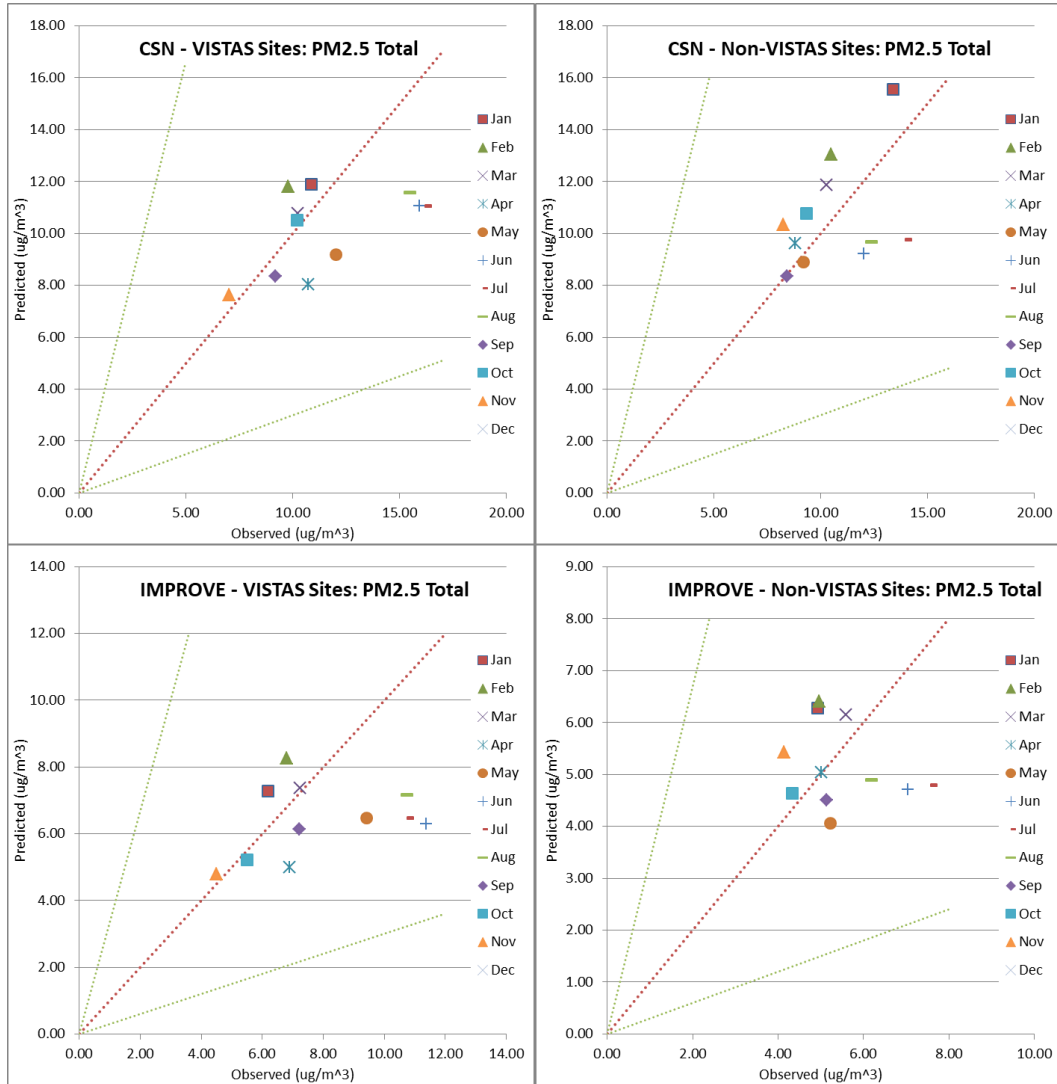 CSN - VISTAS Sites: PM2.5 Total
Predicted (ug/m^3)
18.00
16.00
14.00
12.00
10.00
8.00
6.00
4.00
2.00
0.00
Jan
Feb
Mar
Apr
May
Jun
Jul
Aug
Sep
Oct
Nov
Dec
0.00 5.00 10.00 15.00 20.00
Observed (ug/m^3)
CSN - Non-VISTAS Sites: PM2.5 Total
Predicted (ug/m^3)
18.00
16.00
14.00
12.00
10.00
8.00
6.00
4.00
2.00
0.00
Jan
Feb
Mar
Apr
May
Jun
Jul
Aug
Sep
Oct
Nov
Dec
0.00 5.00 10.00 15.00 20.00
Observed (ug/m^3)
IMPROVE - VISTAS Sites: PM2.5 Total
Predicted (ug/m^3)
14.00
12.00
10.00
8.00
6.00
4.00
2.00
0.00
Jan
Feb
Mar
Apr
May
Jun
Jul
Aug
Sep
Oct
Nov
Dec
0.00 2.00 4.00 6.00 8.00 10.00 12.00 14.00
Observed (ug/m^3)
IMPROVE - Non-VISTAS Sites: PM2.5 Total
Predicted (ug/m^3)
9.00
8.00
7.00
6.00
5.00
4.00
3.00
2.00
1.00
0.00
Jan
Feb
Mar
Apr
May
Jun
Jul
Aug
Sep
Oct
Nov
Dec
0.00 2.00 4.00 6.00 8.00 10.00
Observed (ug/m^3)